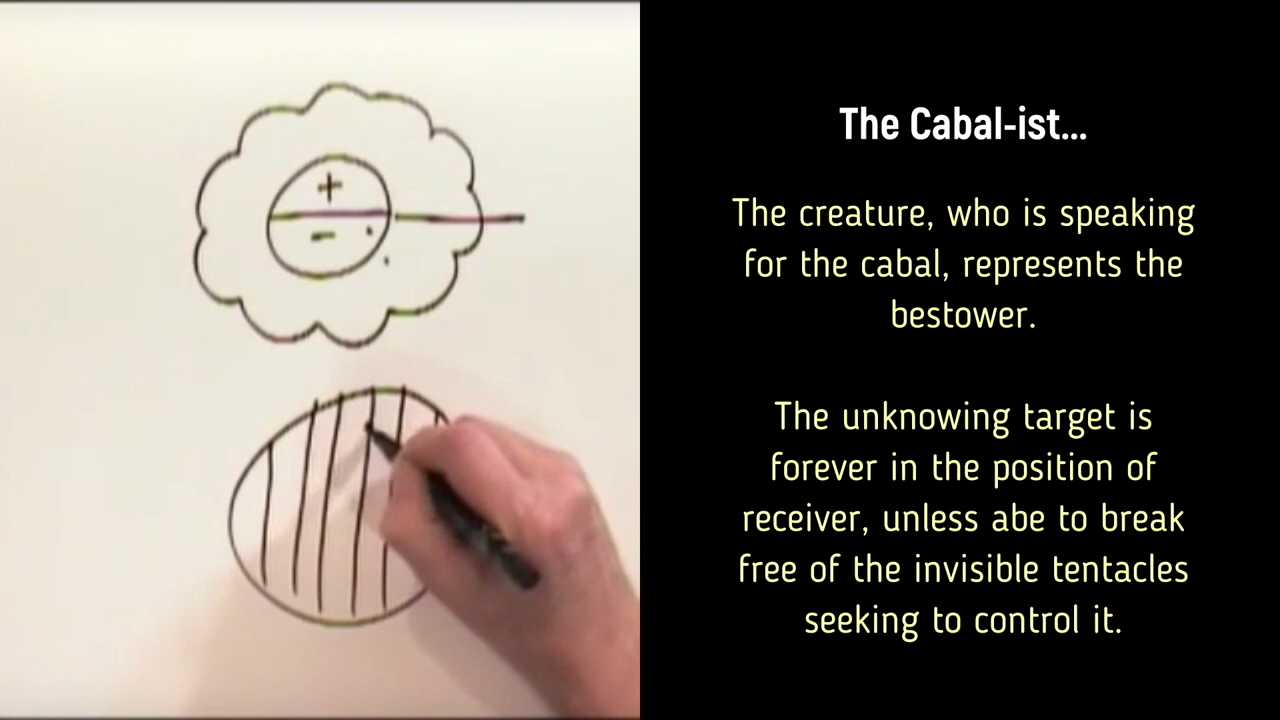 +
-
The Cabal-ist...
The creature, who is speaking
for the cabal, represents the
bestower.
The unknowing target is
forever in the position of
receiver, unless abe to break
free of the invisible tentacles
seeking to control it.